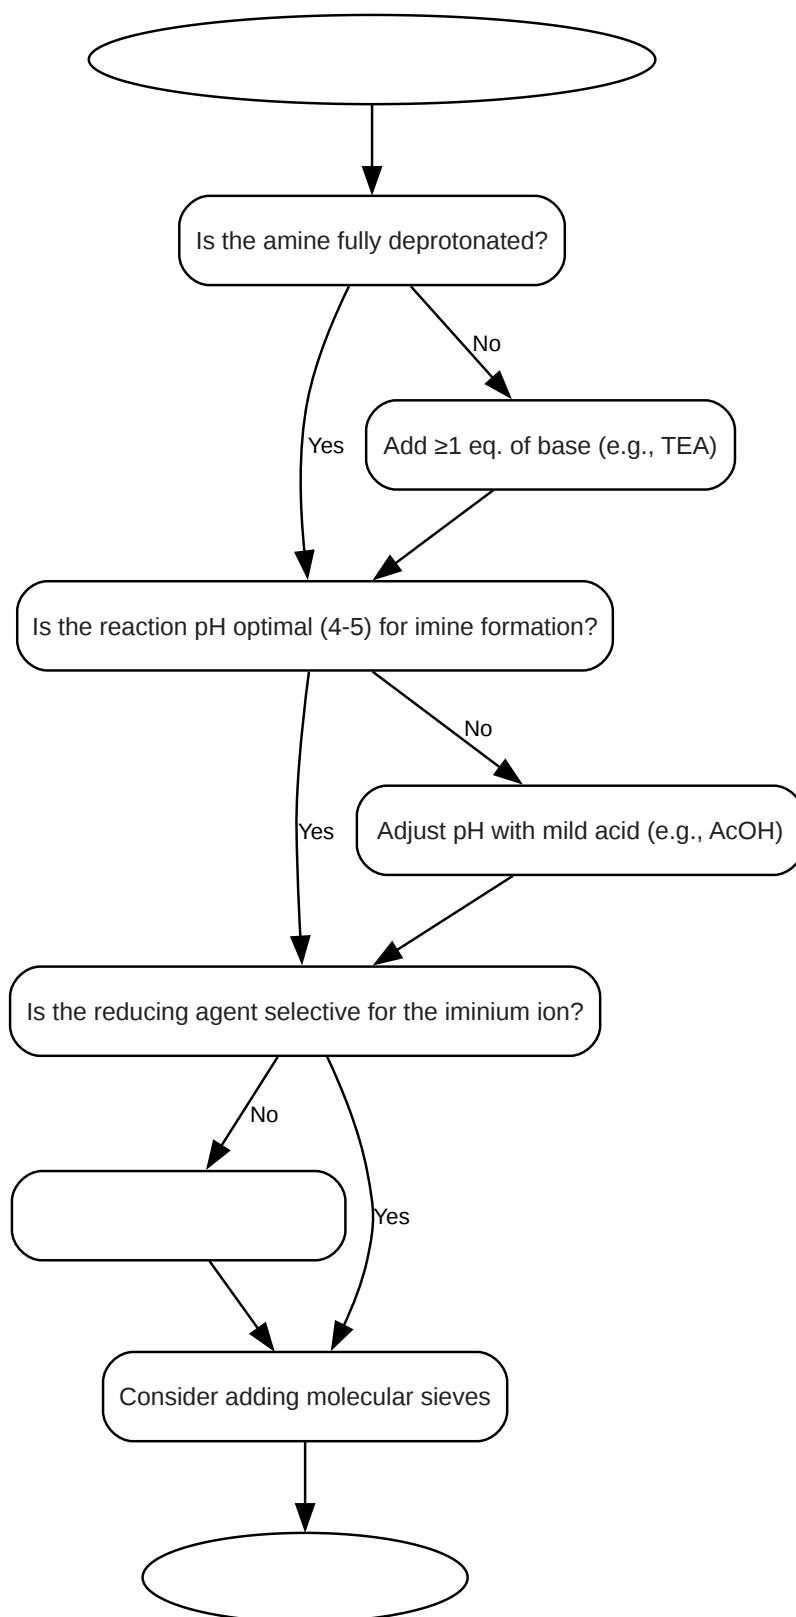 Is the amine fully deprotonated?
No
Yes
Add ≥1 eq. of base (e.g., TEA)
Is the reaction pH optimal (4-5) for imine formation?
No
Yes
Adjust pH with mild acid (e.g., AcOH)
Is the reducing agent selective for the iminium ion?
No
Yes
Consider adding molecular sieves